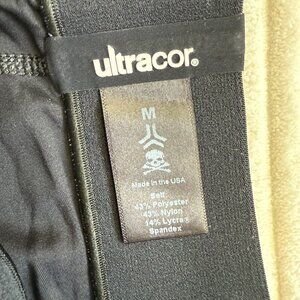 ultracor®
M
Made in the USA
Self
43% Polyester
43% Nylon
14% Lycra®
Spandex